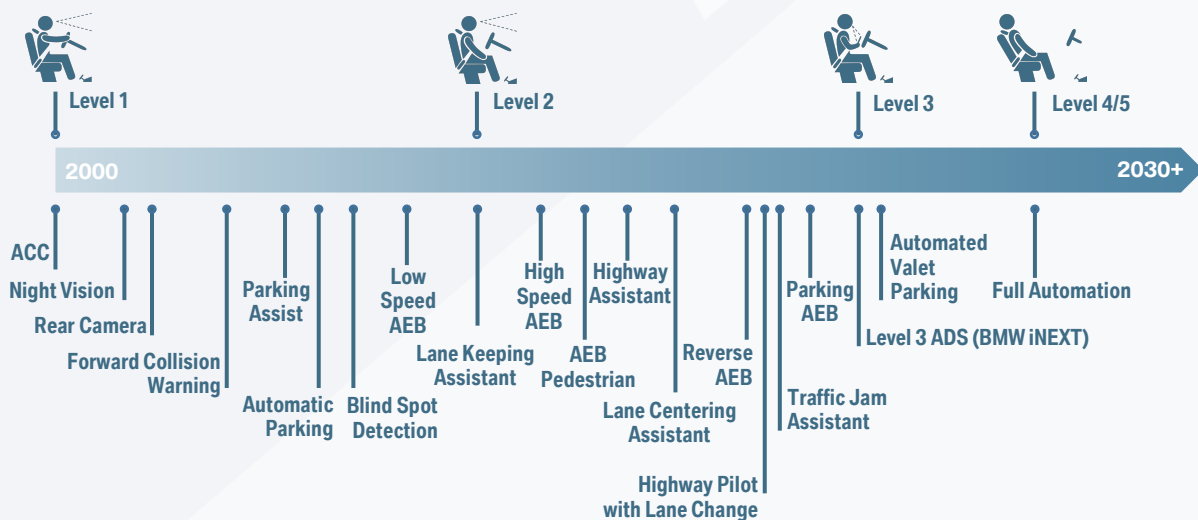 Level 1
Level 2
Level 3
Level 4/5
2000
2030+
ACC
Night Vision
Rear Camera
Forward Collision
Warning
Parking
Assist
Automatic
Parking
Blind Spot
Detection
Low
Speed
AEB
Lane Keeping
Assistant
High
Speed
AEB
AEB
Pedestrian
Highway
Assistant
Lane Centering
Assistant
Reverse
AEB
Highway Pilot
with Lane Change
Traffic Jam
Assistant
Parking
AEB
Level 3 ADS (BMW iNEXT)
Automated
Valet
Parking
Full Automation